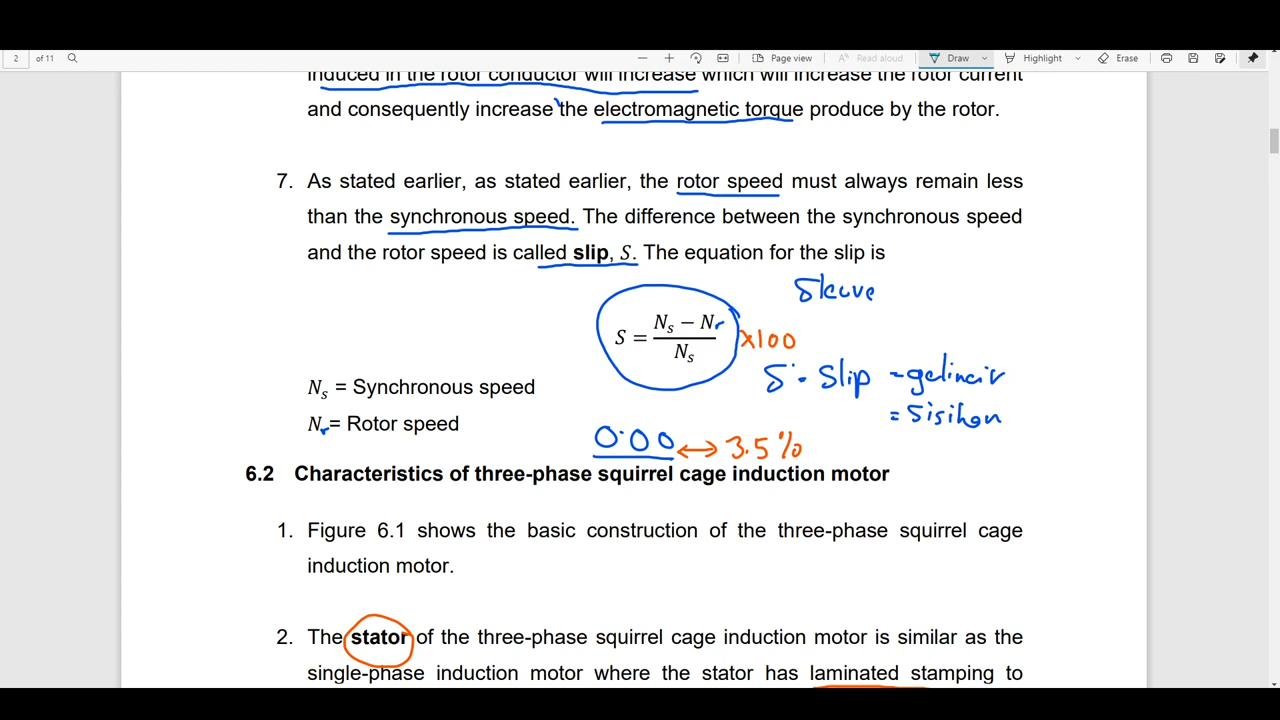 2 of 11 Page view Read aloud Draw Highlight Erase
induced in the rotor conductor will increase which will increase the rotor current
and consequently increase the electromagnetic torque produce by the rotor.
7. As stated earlier, as stated earlier, the rotor speed must always remain less
than the synchronous speed. The difference between the synchronous speed
and the rotor speed is called slip, S. The equation for the slip is
S = (Ns − Nr) / Ns ×100
S : Slip = gelincir
Ns = Synchronous speed
= sisihan
Nr = Rotor speed
0.00 ↔ 3.5%
6.2 Characteristics of three-phase squirrel cage induction motor
1. Figure 6.1 shows the basic construction of the three-phase squirrel cage
induction motor.
2. The stator of the three-phase squirrel cage induction motor is similar as the
single-phase induction motor where the stator has laminated stamping to